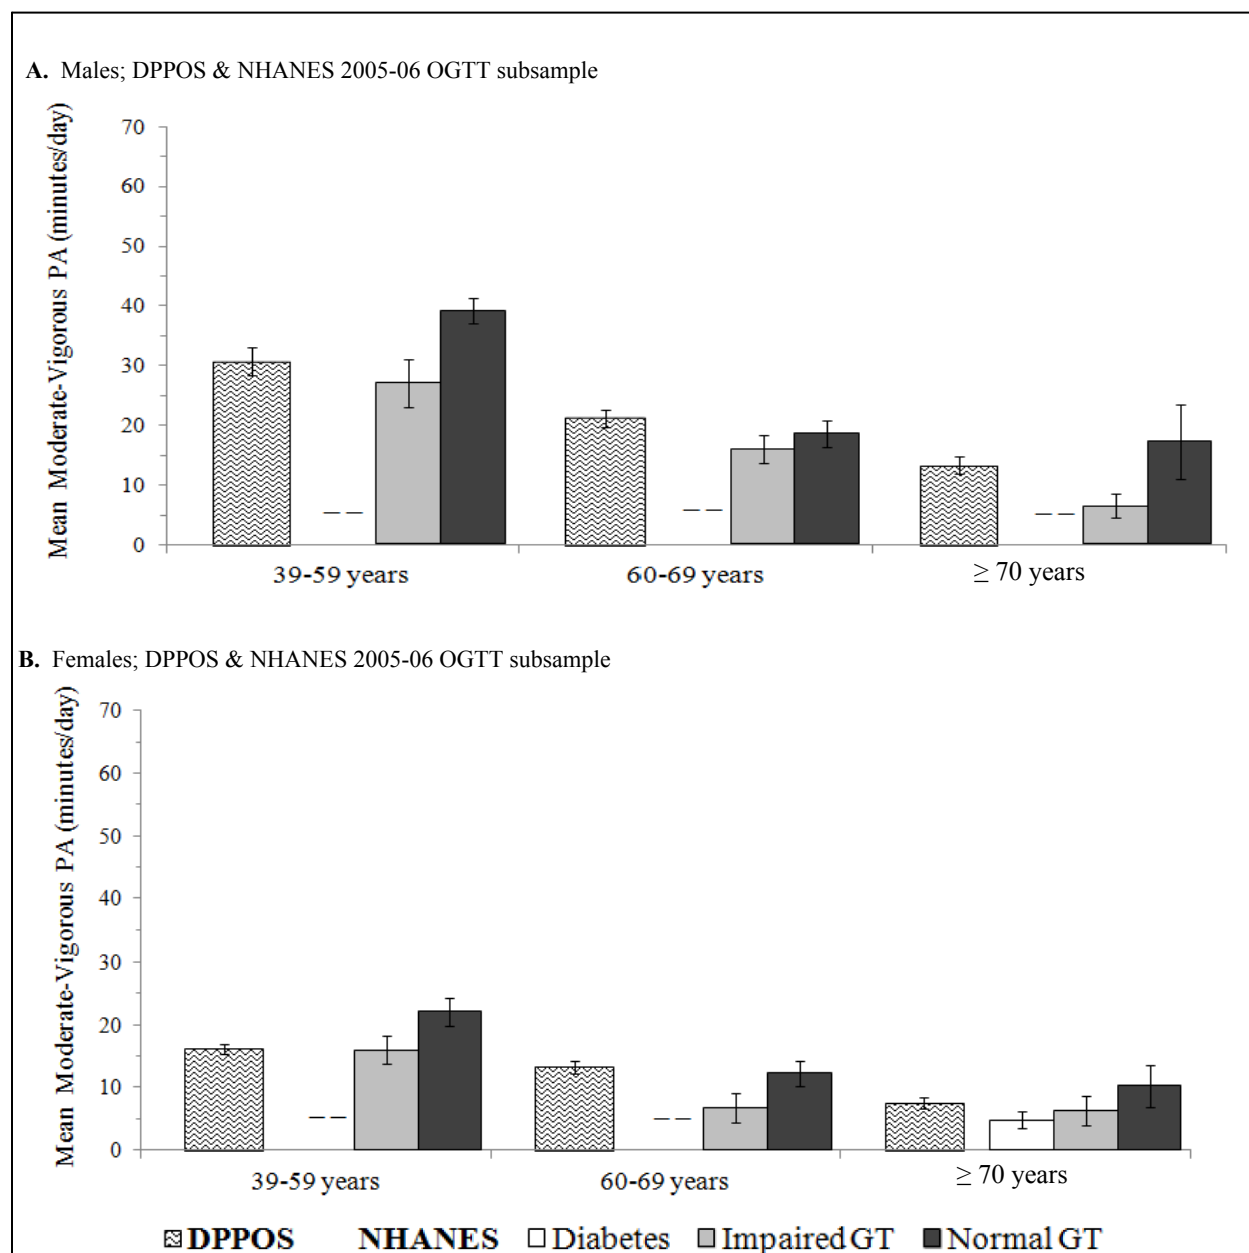 A. Males; DPPOS & NHANES 2005-06 OGTT subsample
Mean Moderate-Vigorous PA (minutes/day)
70
60
50
40
30
20
10
0
– –
– –
– –
39-59 years
60-69 years
≥ 70 years
B. Females; DPPOS & NHANES 2005-06 OGTT subsample
Mean Moderate-Vigorous PA (minutes/day)
70
60
50
40
30
20
10
0
– –
– –
39-59 years
60-69 years
≥ 70 years
DPPOS NHANES Diabetes Impaired GT Normal GT